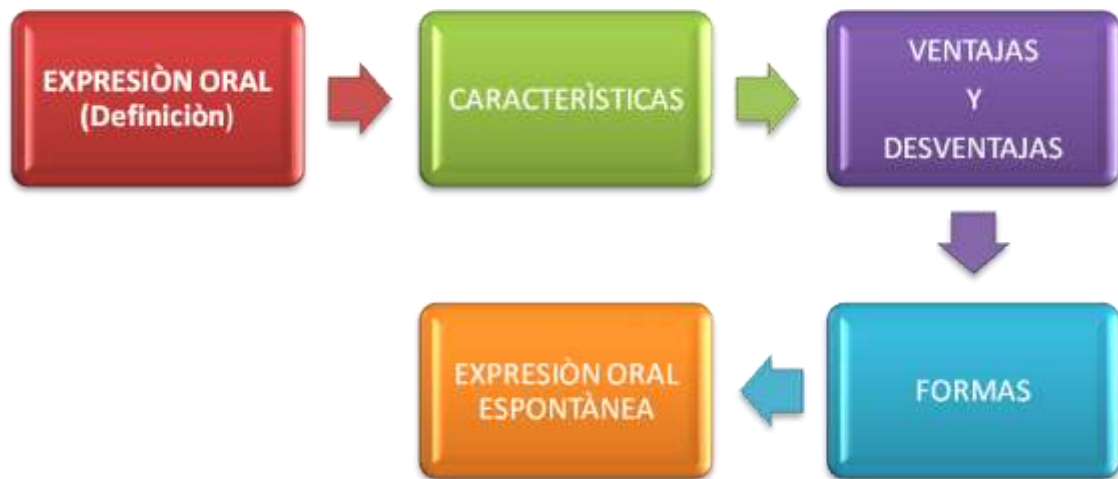 EXPRESIÒN ORAL
(Definiciòn)
CARACTERÌSTICAS
VENTAJAS
Y
DESVENTAJAS
FORMAS
EXPRESIÒN ORAL
ESPONTÀNEA